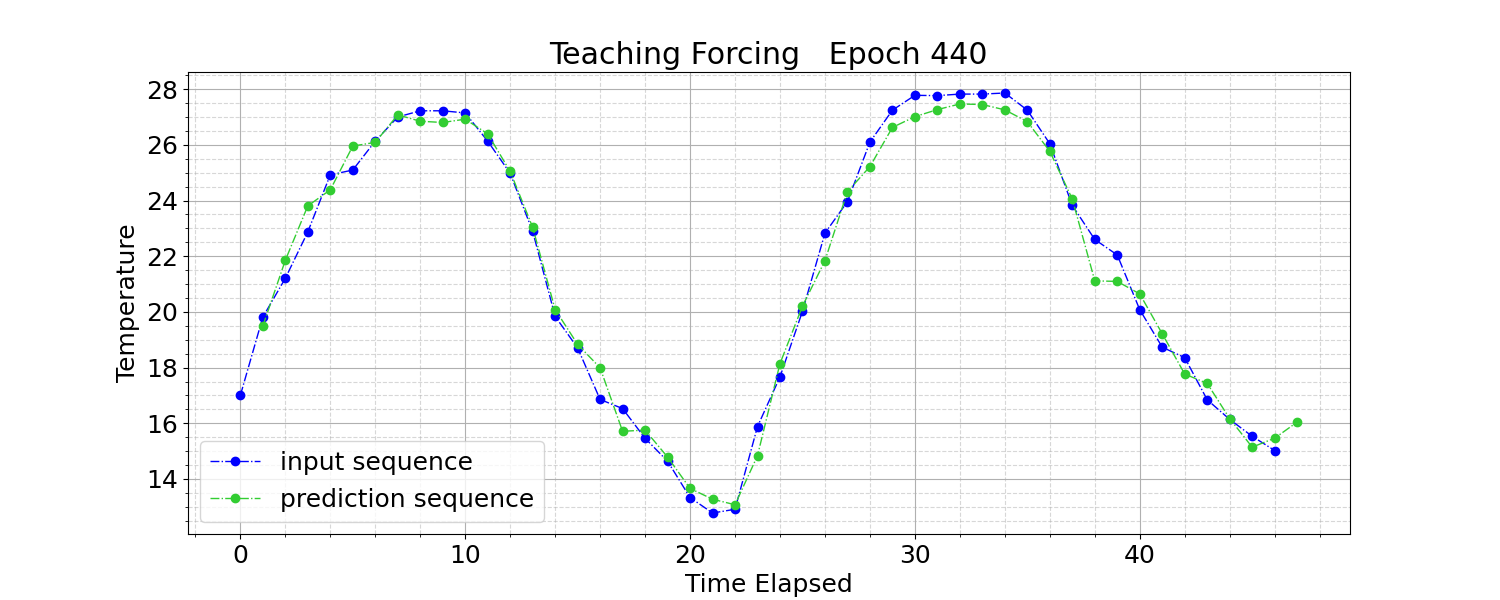 Teaching Forcing   Epoch 440
28
26
24
22
20
18
16
14
Temperature
input sequence
prediction sequence
0 10 20 30 40
Time Elapsed